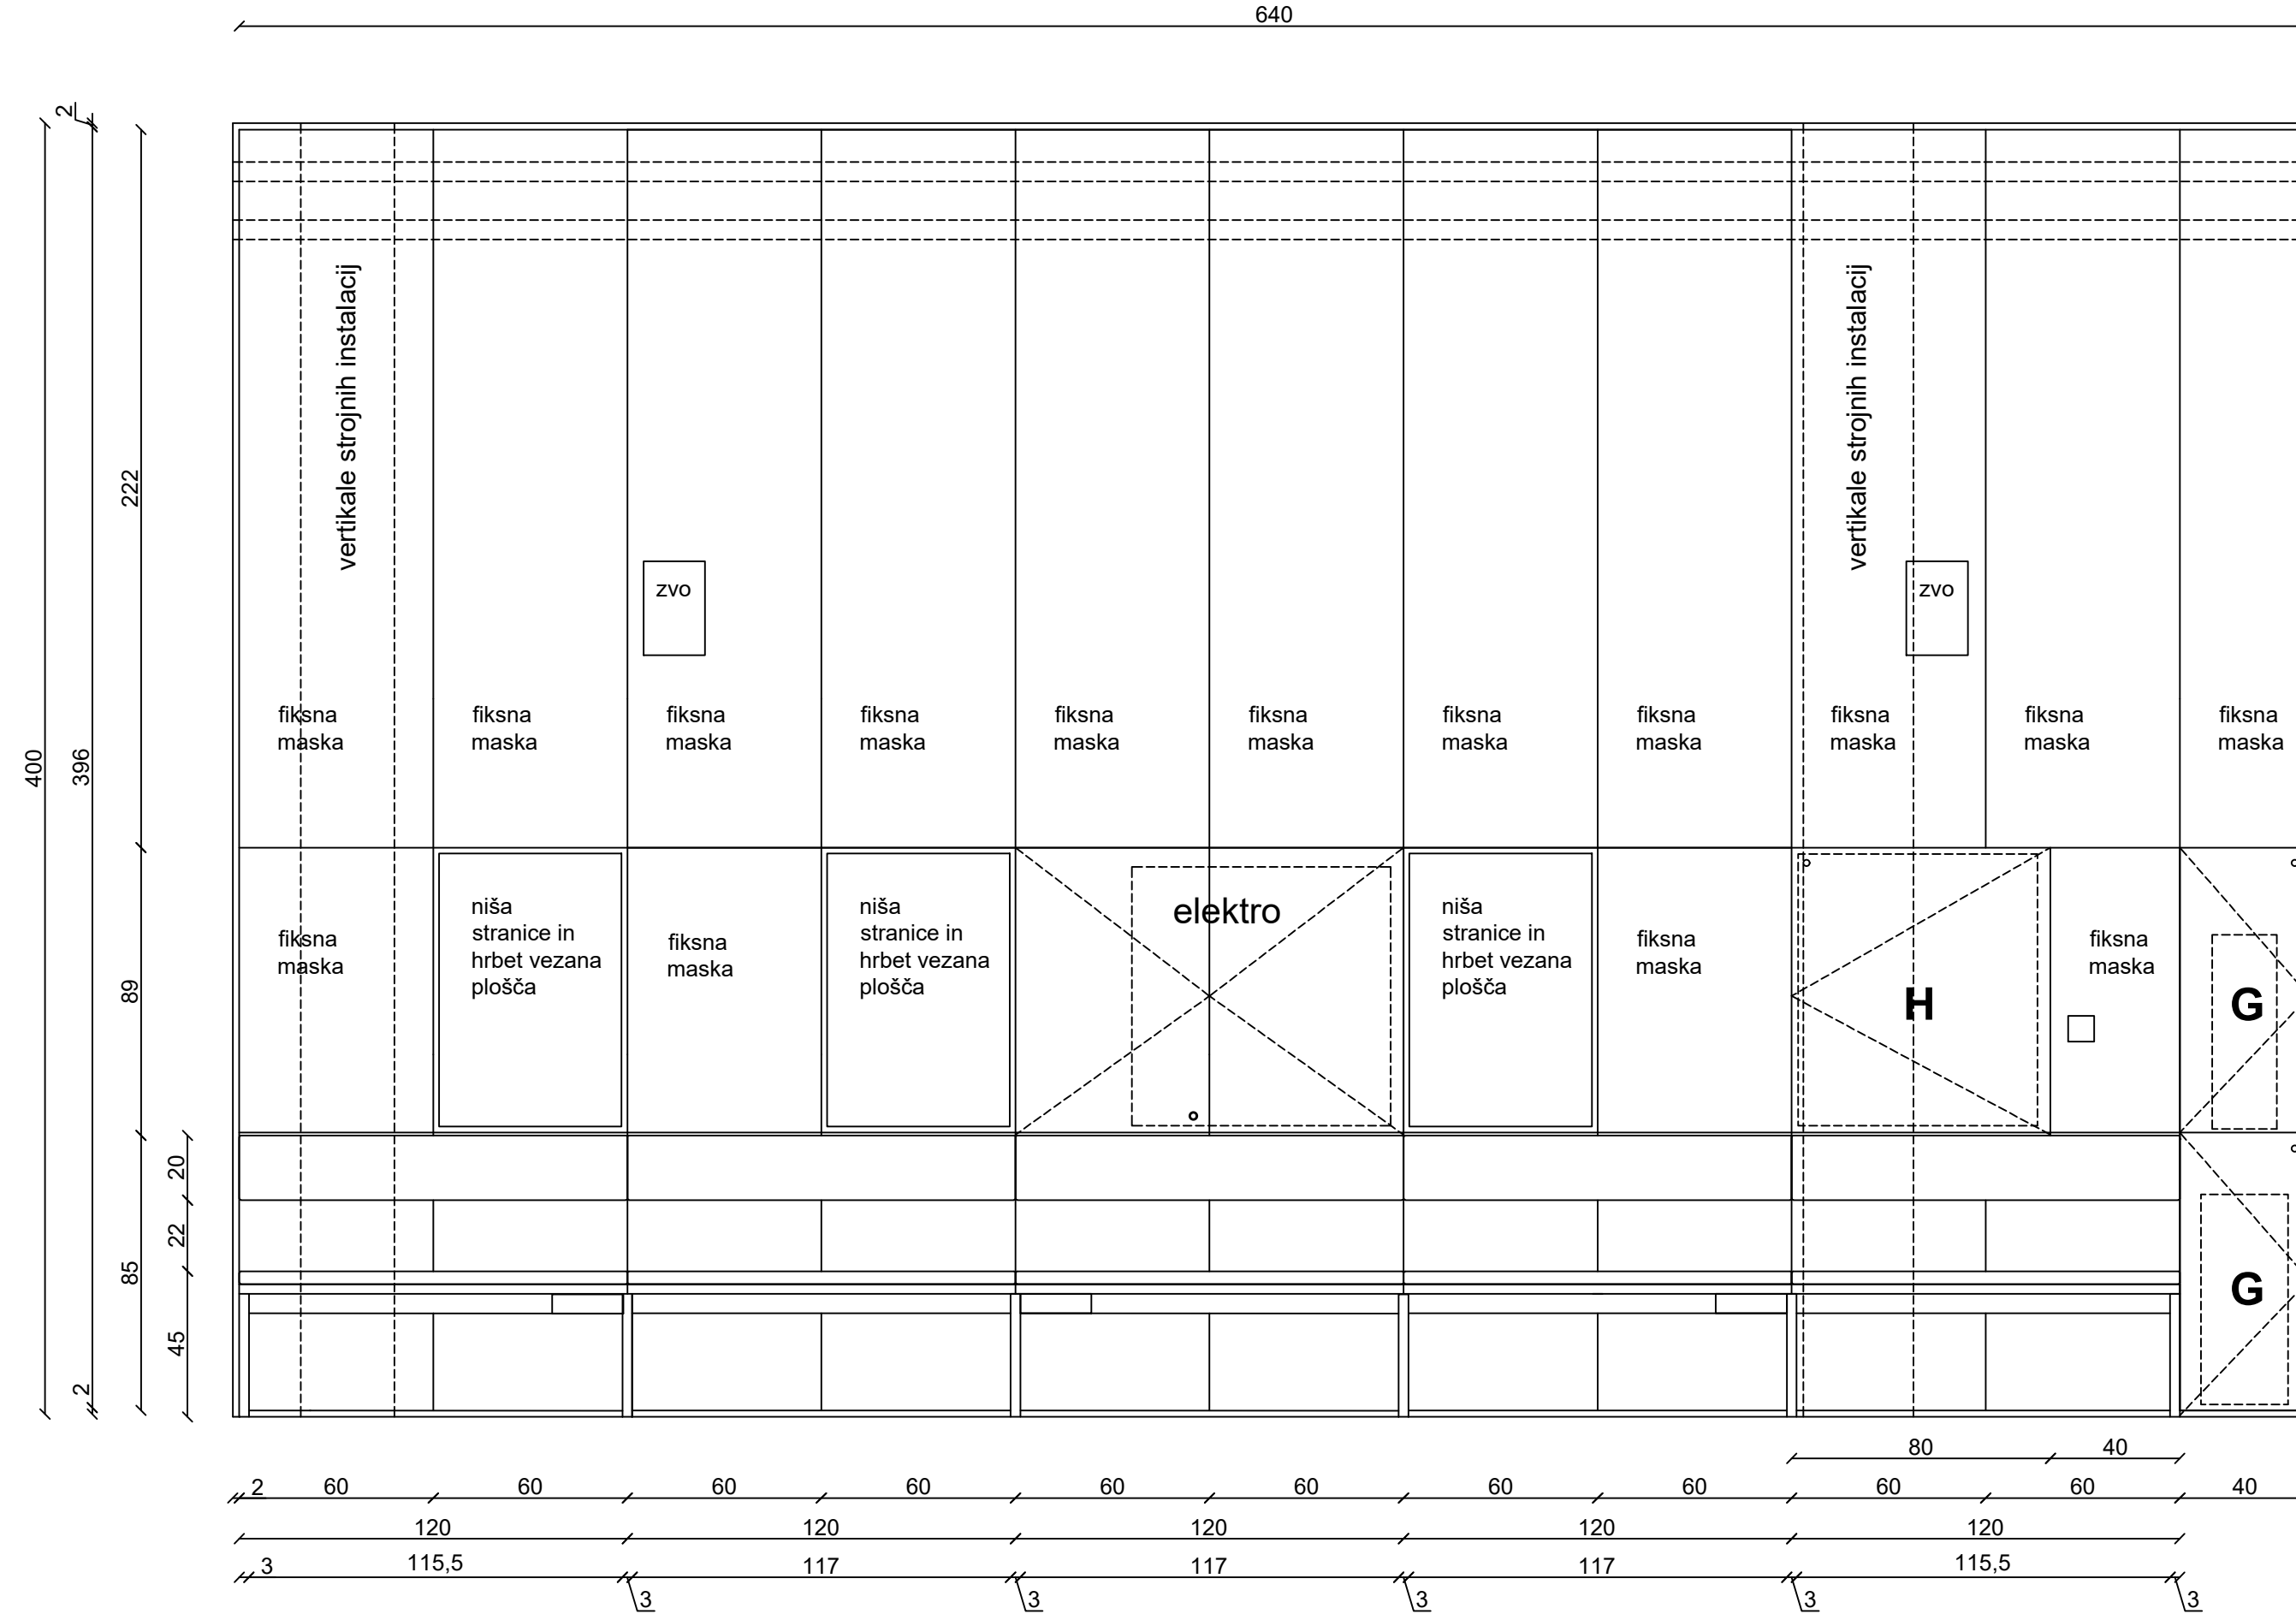 640
2
400
396
222
89
85
2
20
22
45
vertikale strojnih instalacij
vertikale strojnih instalacij
zvo
zvo
fiksna
maska
fiksna
maska
fiksna
maska
fiksna
maska
fiksna
maska
fiksna
maska
fiksna
maska
fiksna
maska
fiksna
maska
fiksna
maska
fiksna
maska
fiksna
maska
niša
stranice in
hrbet vezana
plošča
fiksna
maska
niša
stranice in
hrbet vezana
plošča
elektro
niša
stranice in
hrbet vezana
plošča
fiksna
maska
H
fiksna
maska
G
G
80 40
2 60 60 60 60 60 60 60 60 60 60 40
120 120 120 120 120
3 115,5 117 117 117 115,5
3 3 3 3 3